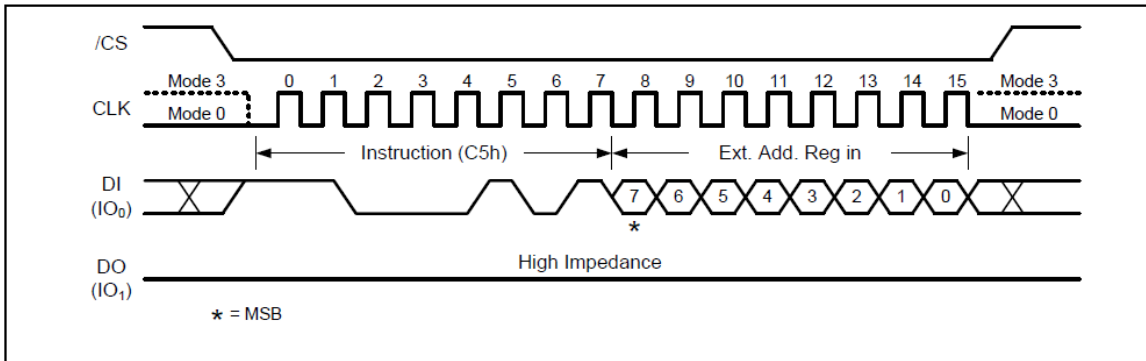 /CS
Mode 3 0 1 2 3 4 5 6 7 8 9 10 11 12 13 14 15 Mode 3
CLK
Mode 0 Mode 0
Instruction (C5h) Ext. Add. Reg in
DI
(IO₀)
7 6 5 4 3 2 1 0
*
High Impedance
DO
(IO₁)
* = MSB